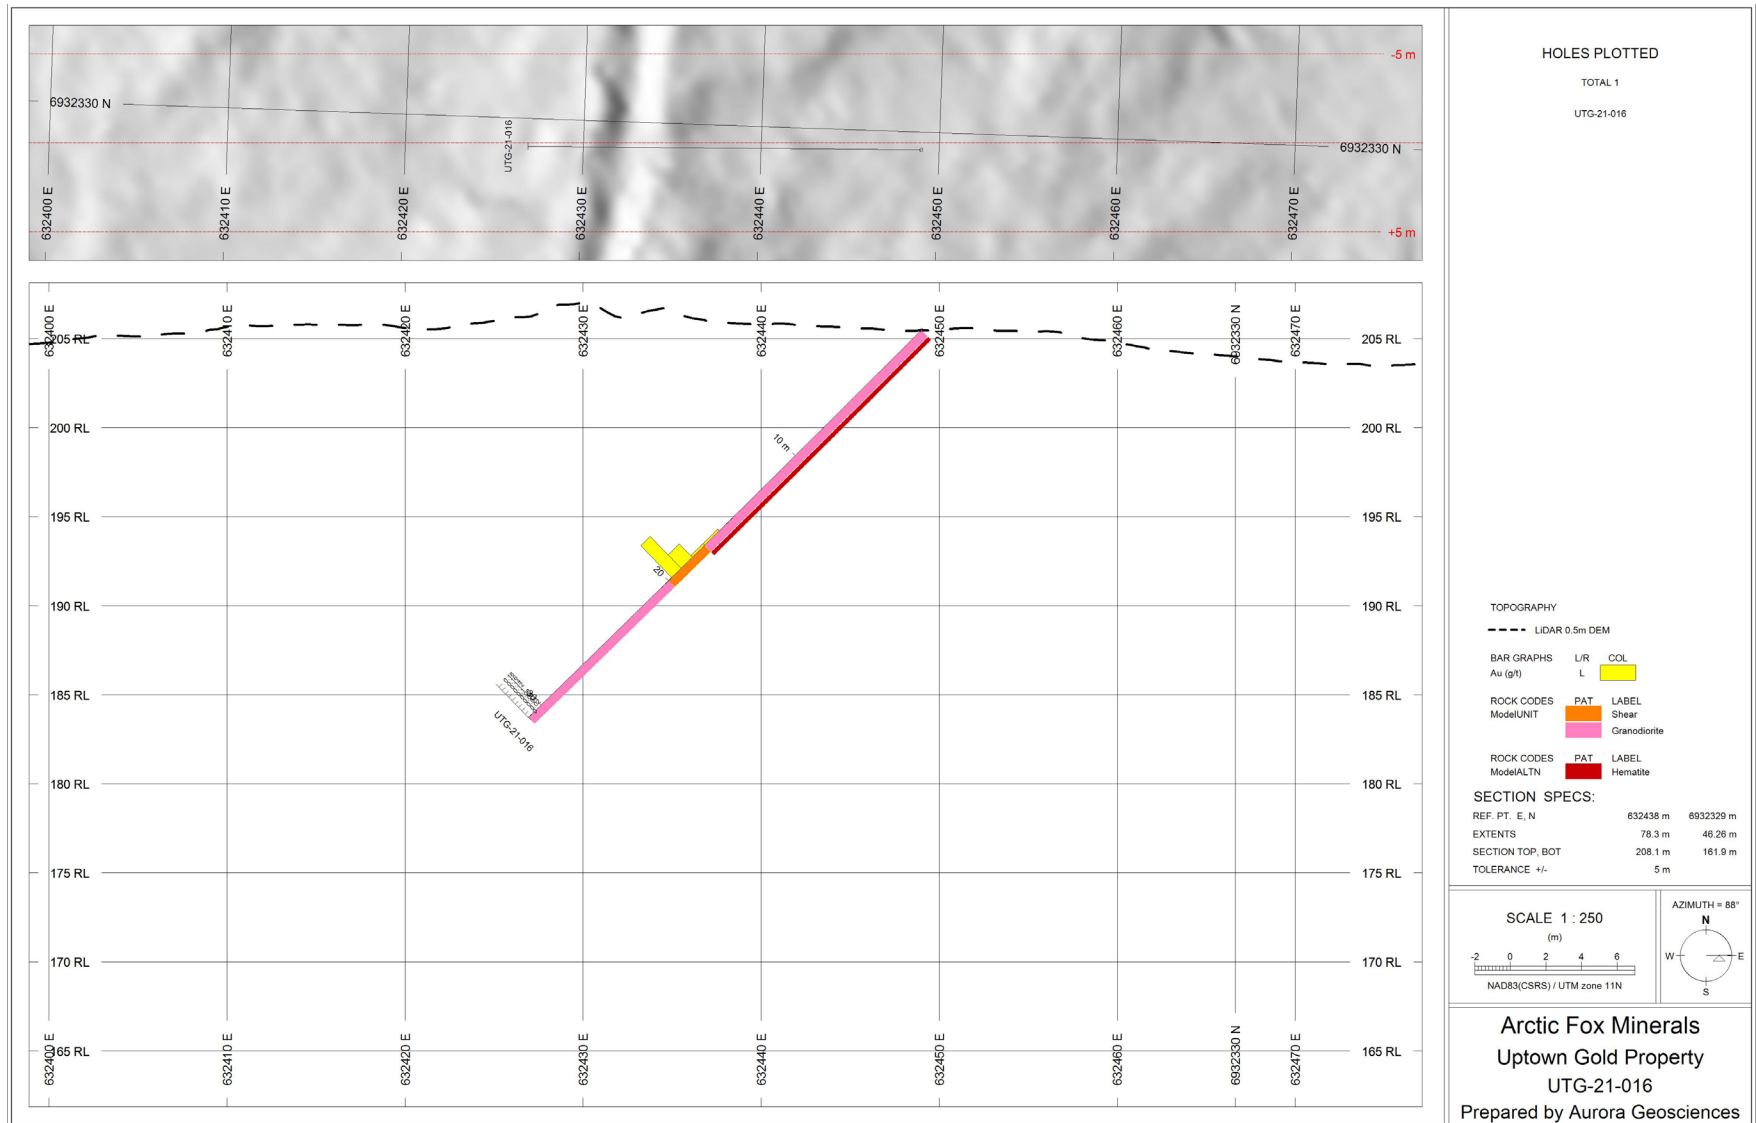 -5 m
6932330 N
UTG-21-016
6932330 N
632400 E
632410 E
632420 E
632430 E
632440 E
632450 E
632460 E
632470 E
+5 m
632400 E
632410 E
632420 E
632430 E
632440 E
632450 E
632460 E
6932330 N
632470 E
205 RL
205 RL
200 RL
200 RL
10 m
195 RL
195 RL
20
190 RL
190 RL
185 RL
185 RL
UTG-21-016
180 RL
180 RL
175 RL
175 RL
170 RL
170 RL
165 RL
165 RL
632400 E
632410 E
632420 E
632430 E
632440 E
632450 E
632460 E
6932330 N
632470 E
HOLES PLOTTED
TOTAL 1
UTG-21-016
TOPOGRAPHY
LiDAR 0.5m DEM
BAR GRAPHS L/R COL
Au (g/t) L
ROCK CODES PAT LABEL
ModelUNIT Shear
Granodiorite
ROCK CODES PAT LABEL
ModelALTN Hematite
SECTION SPECS:
REF. PT. E, N 632438 m 6932329 m
EXTENTS 78.3 m 46.26 m
SECTION TOP, BOT 208.1 m 161.9 m
TOLERANCE +/- 5 m
SCALE 1 : 250
(m)
-2 0 2 4 6
NAD83(CSRS) / UTM zone 11N
AZIMUTH = 88°
N
W E
S
Arctic Fox Minerals
Uptown Gold Property
UTG-21-016
Prepared by Aurora Geosciences